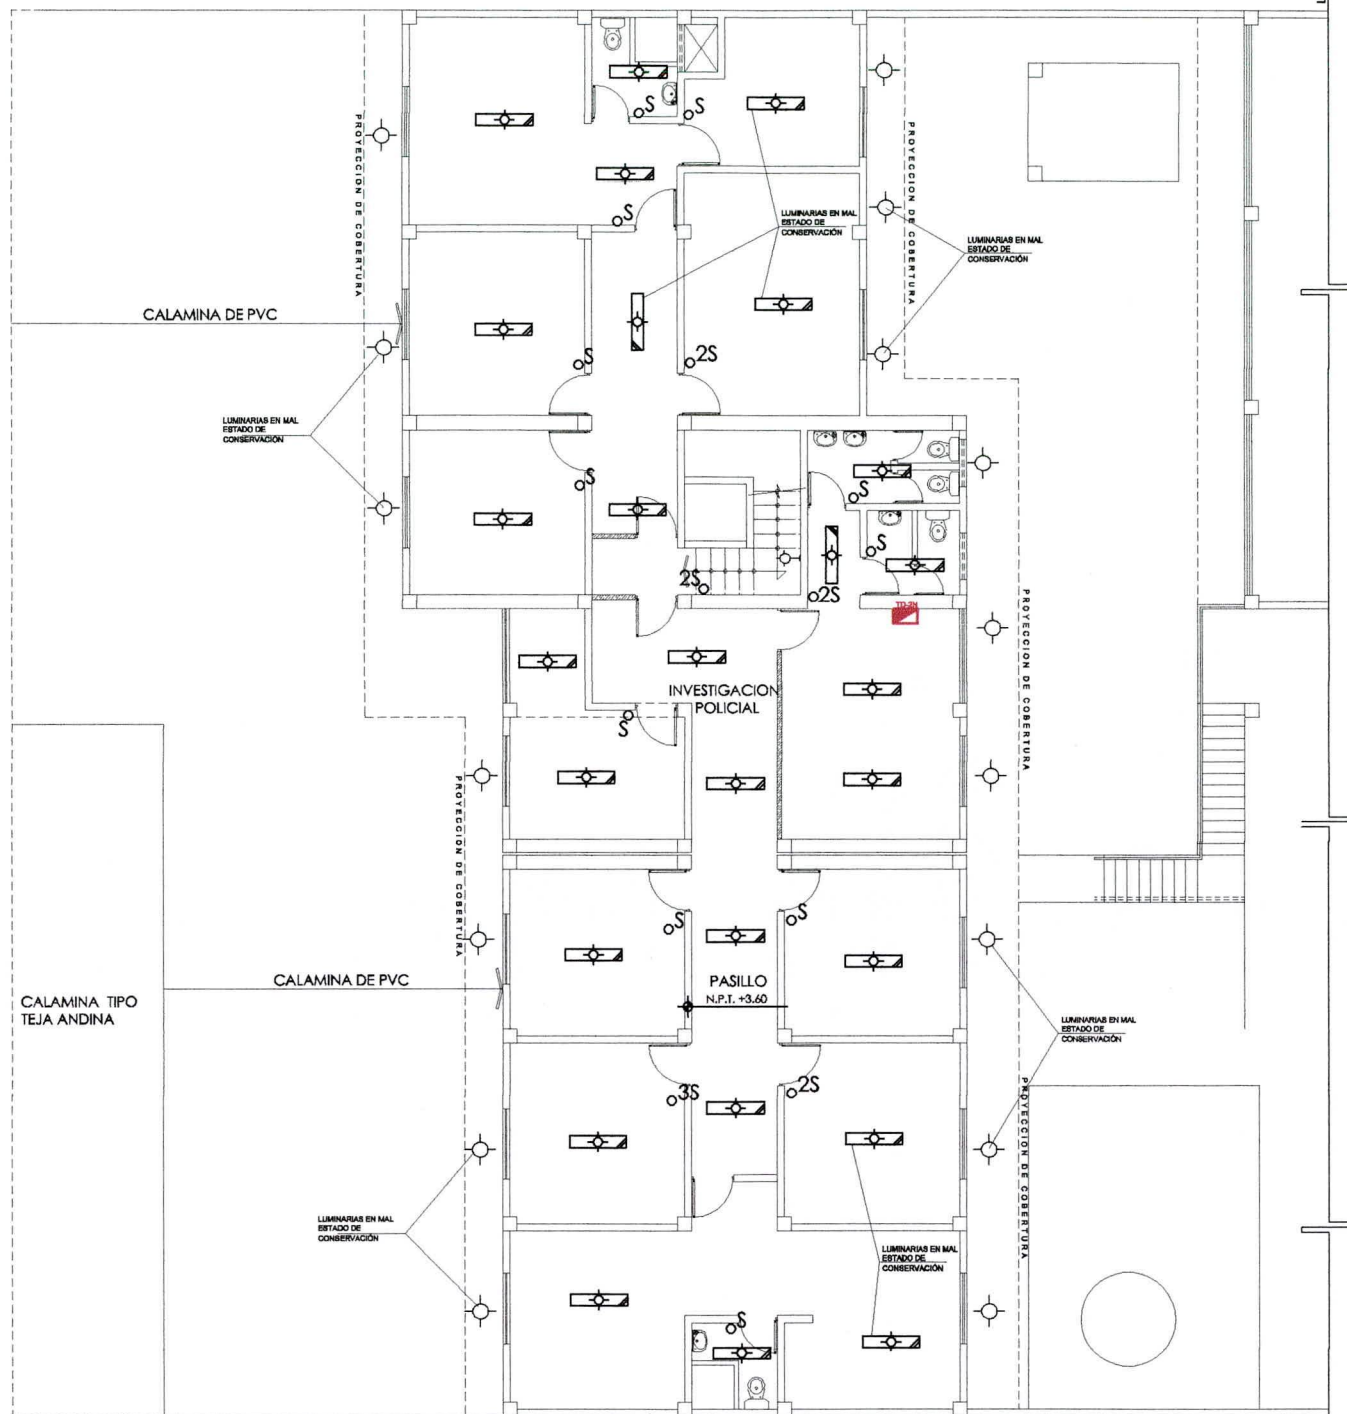 S
S
PROYECCION DE COBERTURA
PROYECCION DE COBERTURA
S
LUMINARIAS EN MAL
ESTADO DE
CONSERVACIÓN
LUMINARIAS EN MAL
ESTADO DE
CONSERVACIÓN
CALAMINA DE PVC
S
2S
LUMINARIAS EN MAL
ESTADO DE
CONSERVACIÓN
S
S
S
2S
2S
TD-2N
PROYECCION DE COBERTURA
INVESTIGACION
POLICIAL
S
PROYECCION DE COBERTURA
S
S
CALAMINA DE PVC
PASILLO
N.P.T. +3.60
CALAMINA TIPO
TEJA ANDINA
LUMINARIAS EN MAL
ESTADO DE
CONSERVACIÓN
3S
2S
PROYECCION DE COBERTURA
LUMINARIAS EN MAL
ESTADO DE
CONSERVACIÓN
LUMINARIAS EN MAL
ESTADO DE
CONSERVACIÓN
S